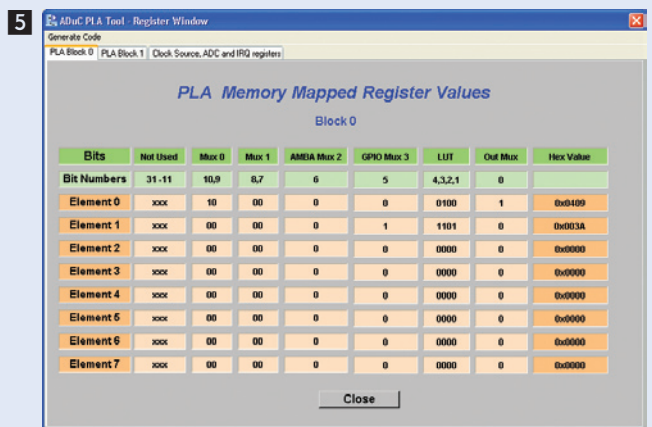 5
ADuC PLA Tool - Register Window
Generate Code
PLA Block 0 PLA Block 1 Clock Source, ADC and IRQ registers
PLA Memory Mapped Register Values
Block 0
Bits Not Used Mux 0 Mux 1 AMBA Mux 2 GPIO Mux 3 LUT Out Mux Hex Value
Bit Numbers 31-11 10,9 8,7 6 5 4,3,2,1 0
Element 0 xxx 10 00 0 0 0100 1 0x0409
Element 1 xxx 00 00 0 1 1101 0 0x003A
Element 2 xxx 00 00 0 0 0000 0 0x0000
Element 3 xxx 00 00 0 0 0000 0 0x0000
Element 4 xxx 00 00 0 0 0000 0 0x0000
Element 5 xxx 00 00 0 0 0000 0 0x0000
Element 6 xxx 00 00 0 0 0000 0 0x0000
Element 7 xxx 00 00 0 0 0000 0 0x0000
Close